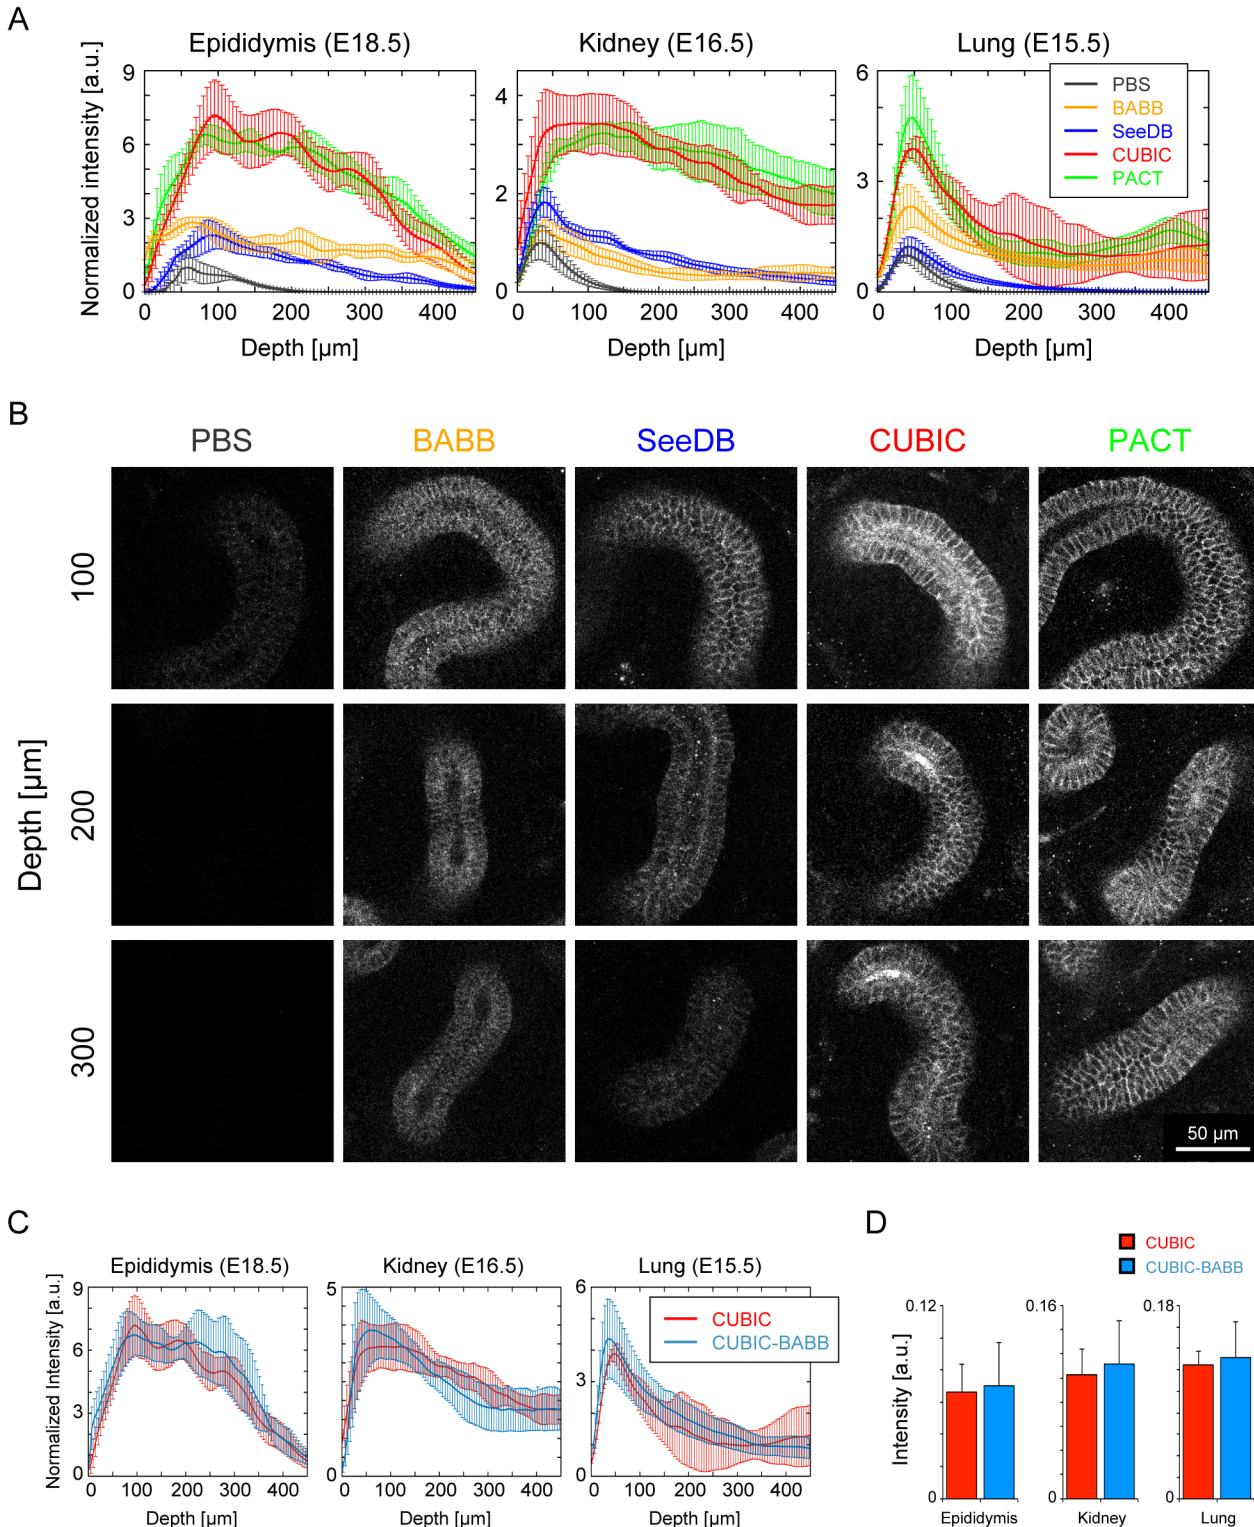 A
Epididymis (E18.5)
Kidney (E16.5)
Lung (E15.5)
Normalized intensity [a.u.]
9
6
3
0
4
2
0
6
3
0
PBS
BABB
SeeDB
CUBIC
PACT
0 100 200 300 400
0 100 200 300 400
0 100 200 300 400
Depth [µm]
Depth [µm]
Depth [µm]
B
PBS
BABB
SeeDB
CUBIC
PACT
Depth [µm]
100
200
300
50 µm
C
Epididymis (E18.5)
Kidney (E16.5)
Lung (E15.5)
Normalized Intensity [a.u.]
9
6
3
0
5
0
6
3
0
CUBIC
CUBIC-BABB
0 100 200 300 400
0 100 200 300 400
0 100 200 300 400
Depth [µm]
Depth [µm]
Depth [µm]
D
CUBIC
CUBIC-BABB
Intensity [a.u.]
0.12
0
0.16
0
0.18
0
Epididymis
Kidney
Lung